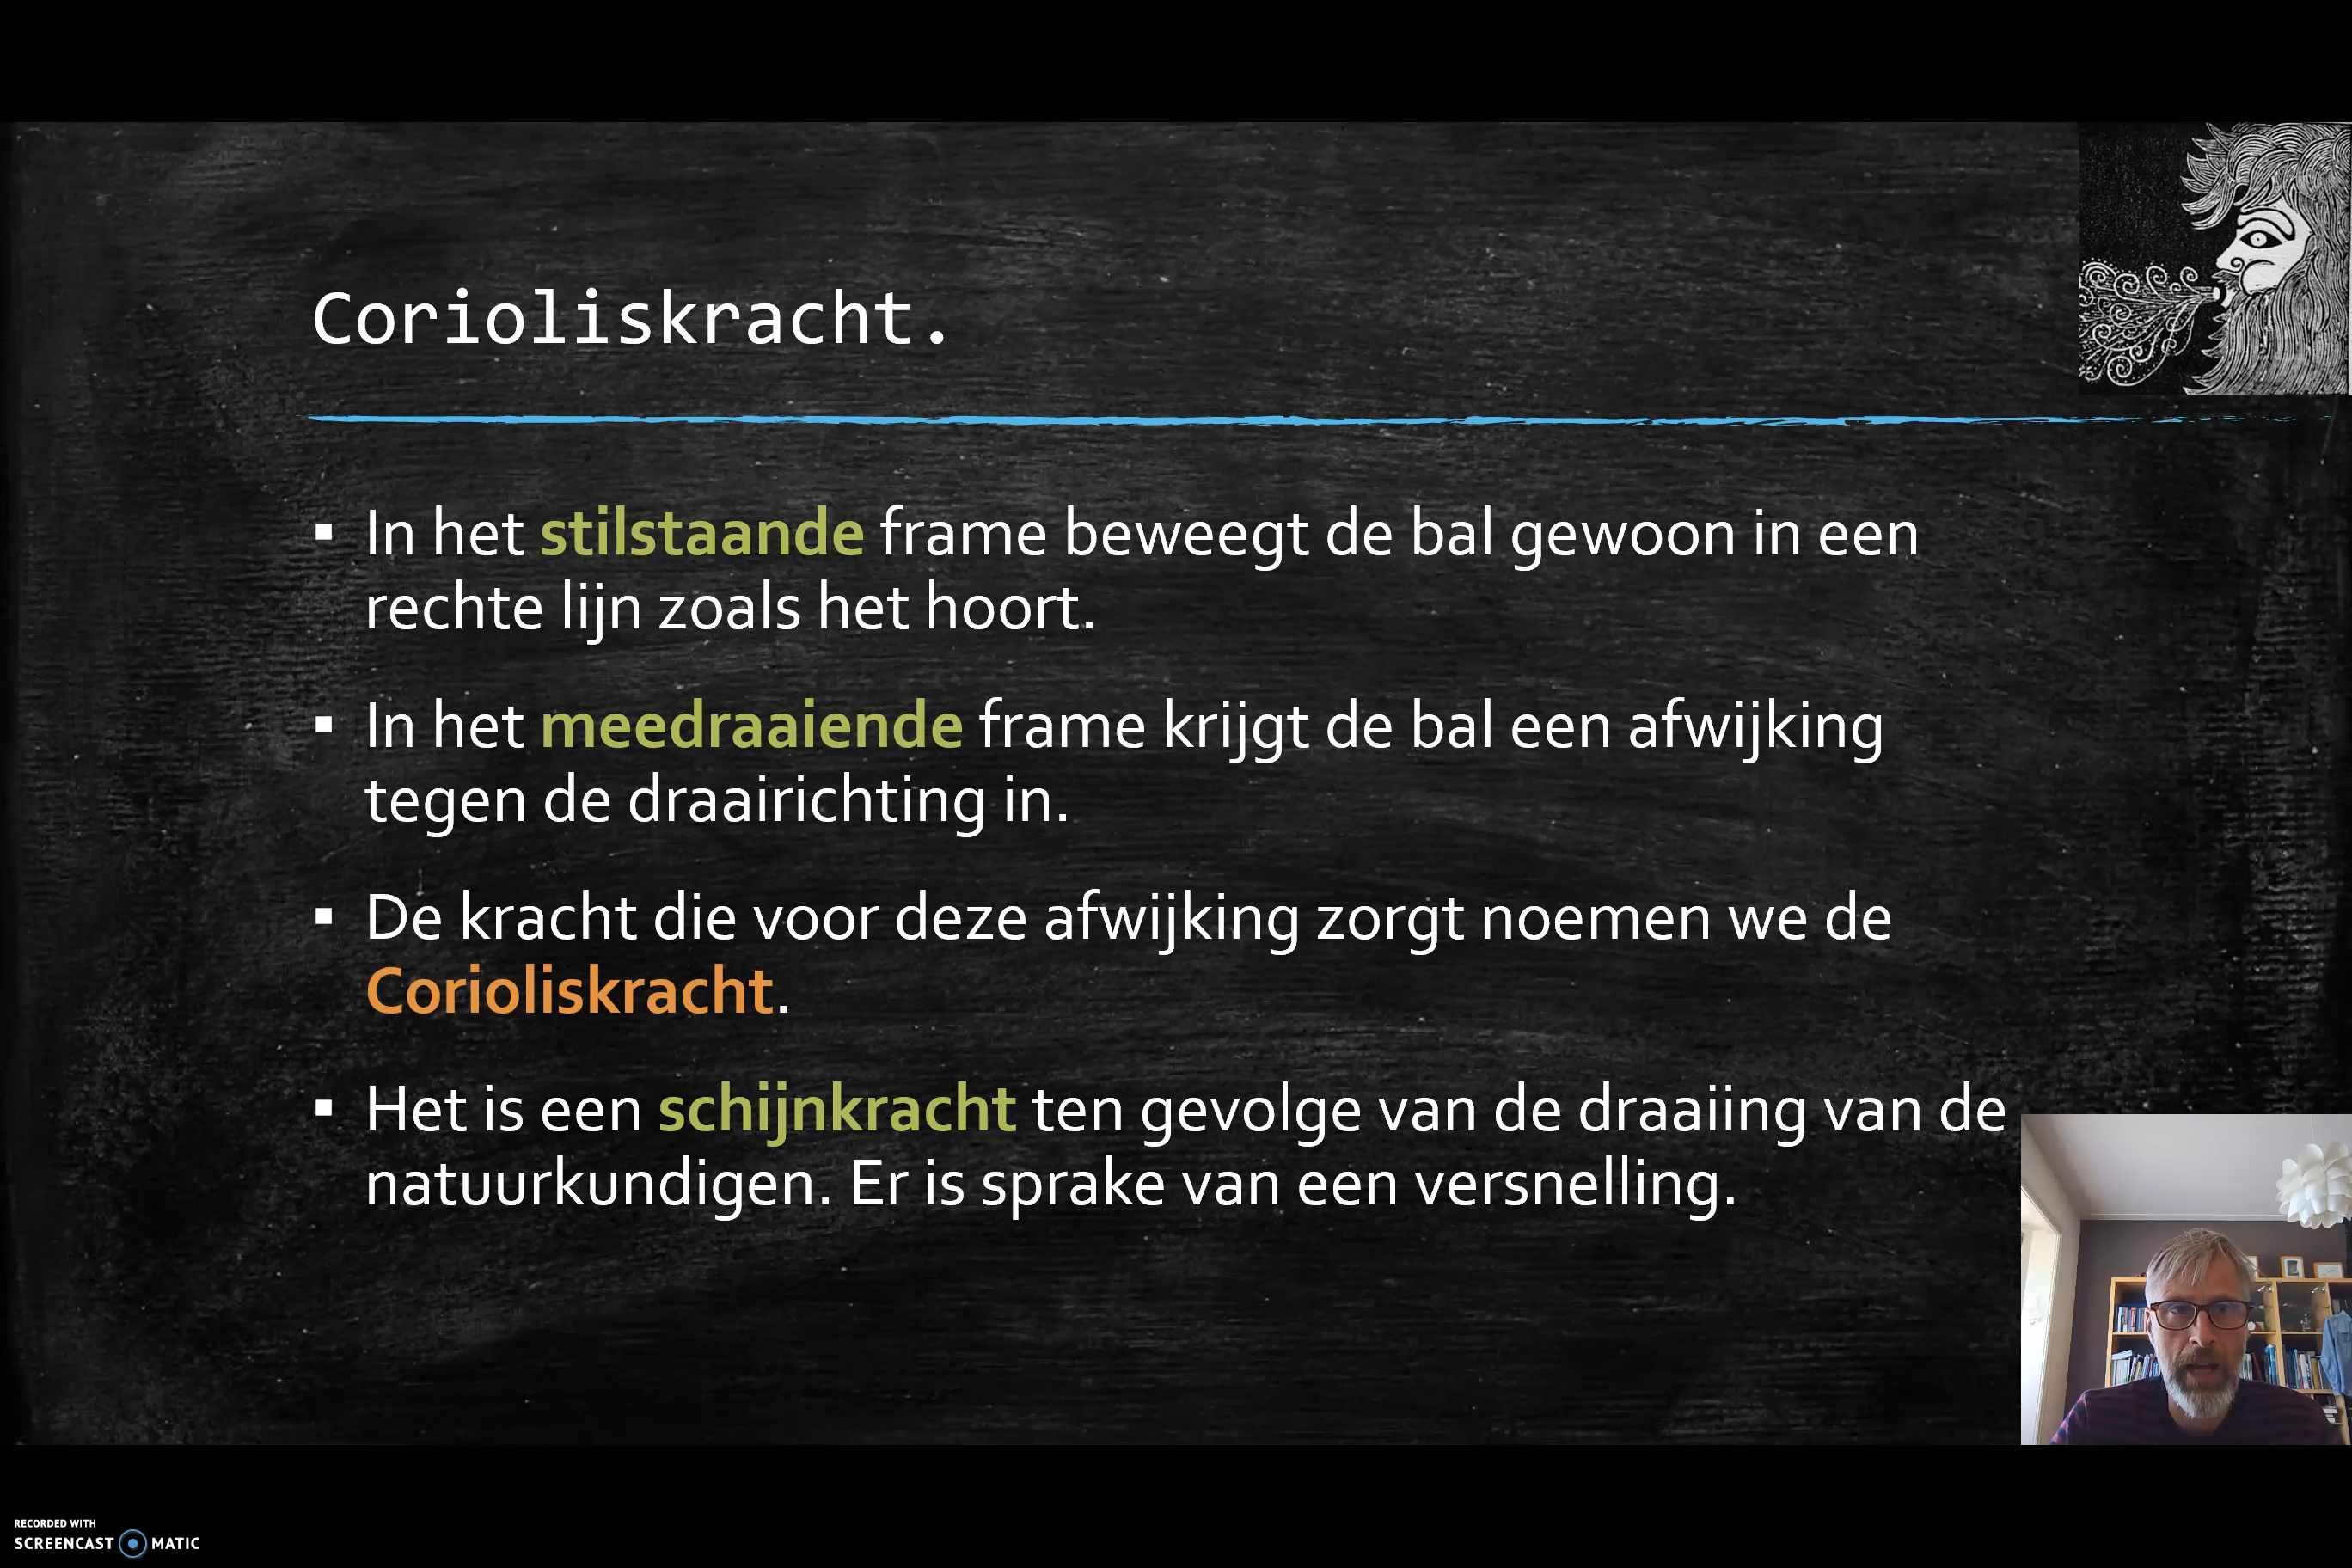 Corioliskracht.
▪ In het stilstaande frame beweegt de bal gewoon in een
rechte lijn zoals het hoort.
▪ In het meedraaiende frame krijgt de bal een afwijking
tegen de draairichting in.
▪ De kracht die voor deze afwijking zorgt noemen we de
Corioliskracht.
▪ Het is een schijnkracht ten gevolge van de draaiing van de
natuurkundigen. Er is sprake van een versnelling.
RECORDED WITH
SCREENCAST MATIC